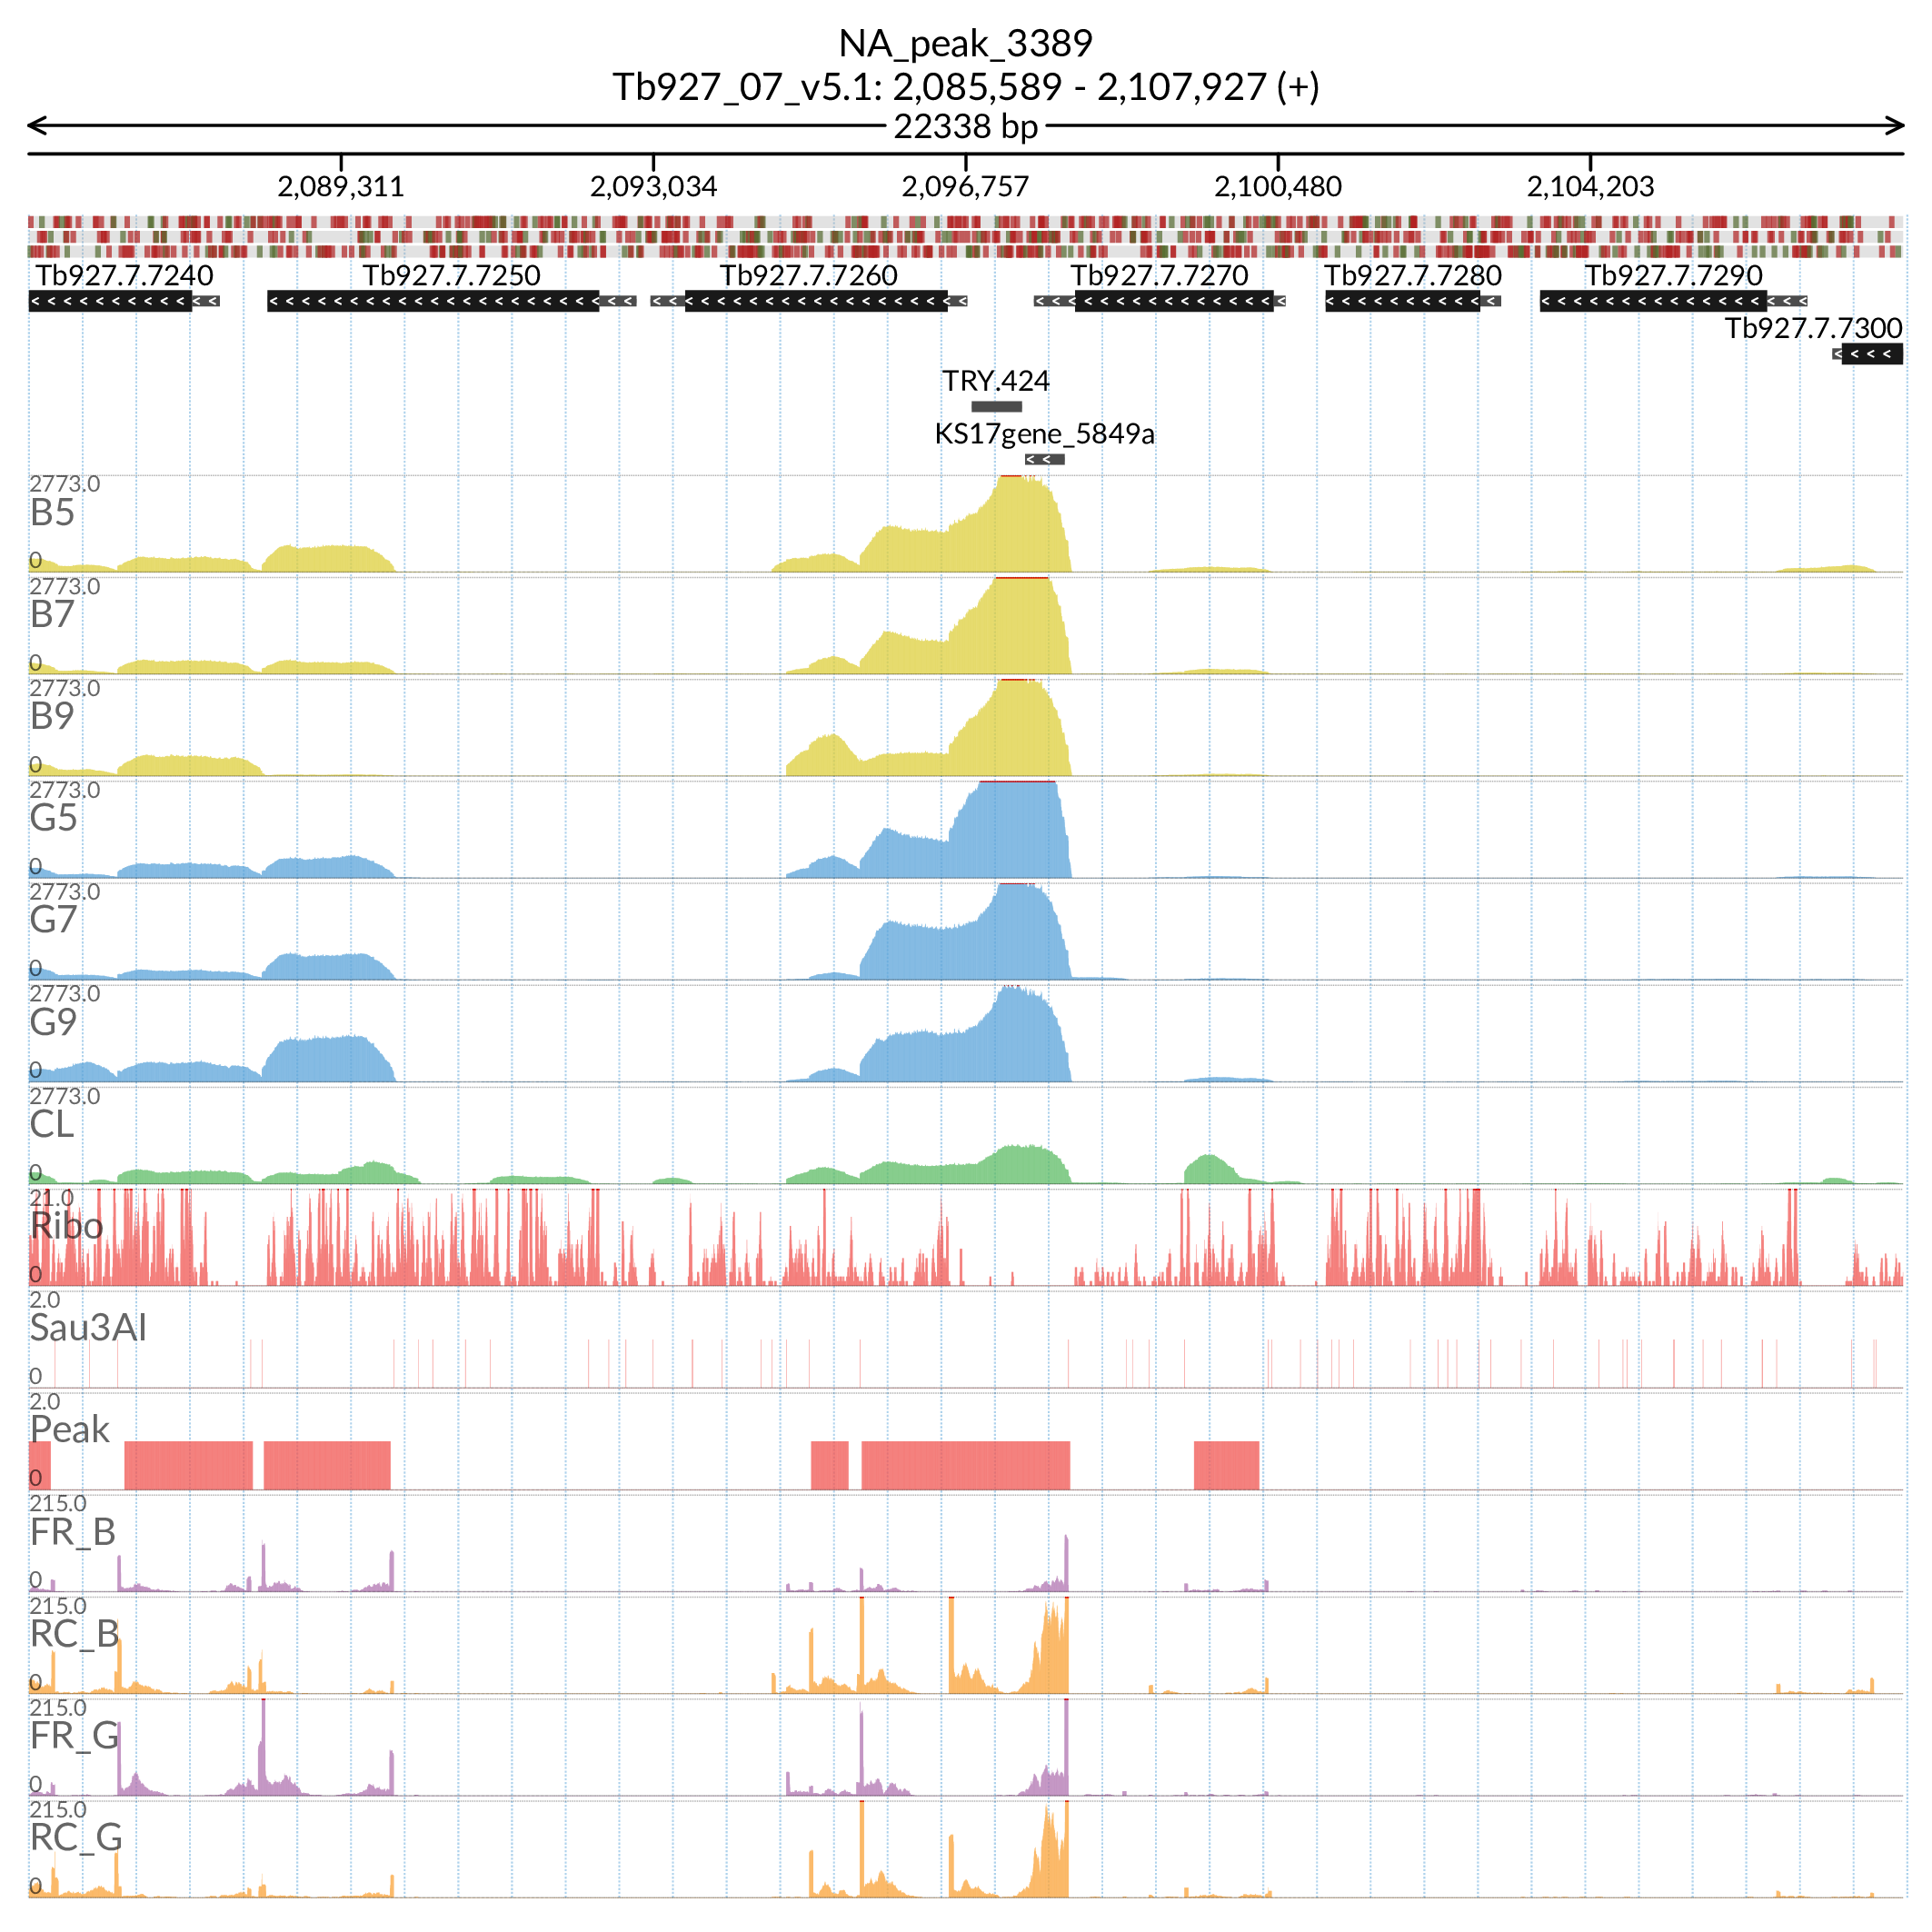 NA_peak_3389
Tb927_07_v5.1: 2,085,589 - 2,107,927 (+)
22338 bp
2,089,311 2,093,034 2,096,757 2,100,480 2,104,203
Tb927.7.7240 Tb927.7.7250 Tb927.7.7260 Tb927.7.7270 Tb927.7.7280 Tb927.7.7290
Tb927.7.7300
TRY.424
KS17gene_5849a
2773.0
B5
0
2773.0
B7
0
2773.0
B9
0
2773.0
G5
0
2773.0
G7
0
2773.0
G9
0
2773.0
CL
0
21.0
Ribo
0
2.0
Sau3AI
0
2.0
Peak
0
215.0
FR_B
0
215.0
RC_B
0
215.0
FR_G
0
215.0
RC_G
0